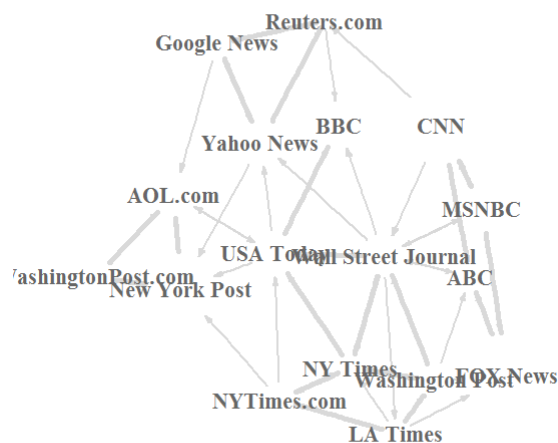 Reuters.com
Google News
BBC
CNN
Yahoo News
AOL.com
MSNBC
USA Today
Wall Street Journal
WashingtonPost.com
New York Post
ABC
NY Times
Washington Post
FOX News
NYTimes.com
LA Times